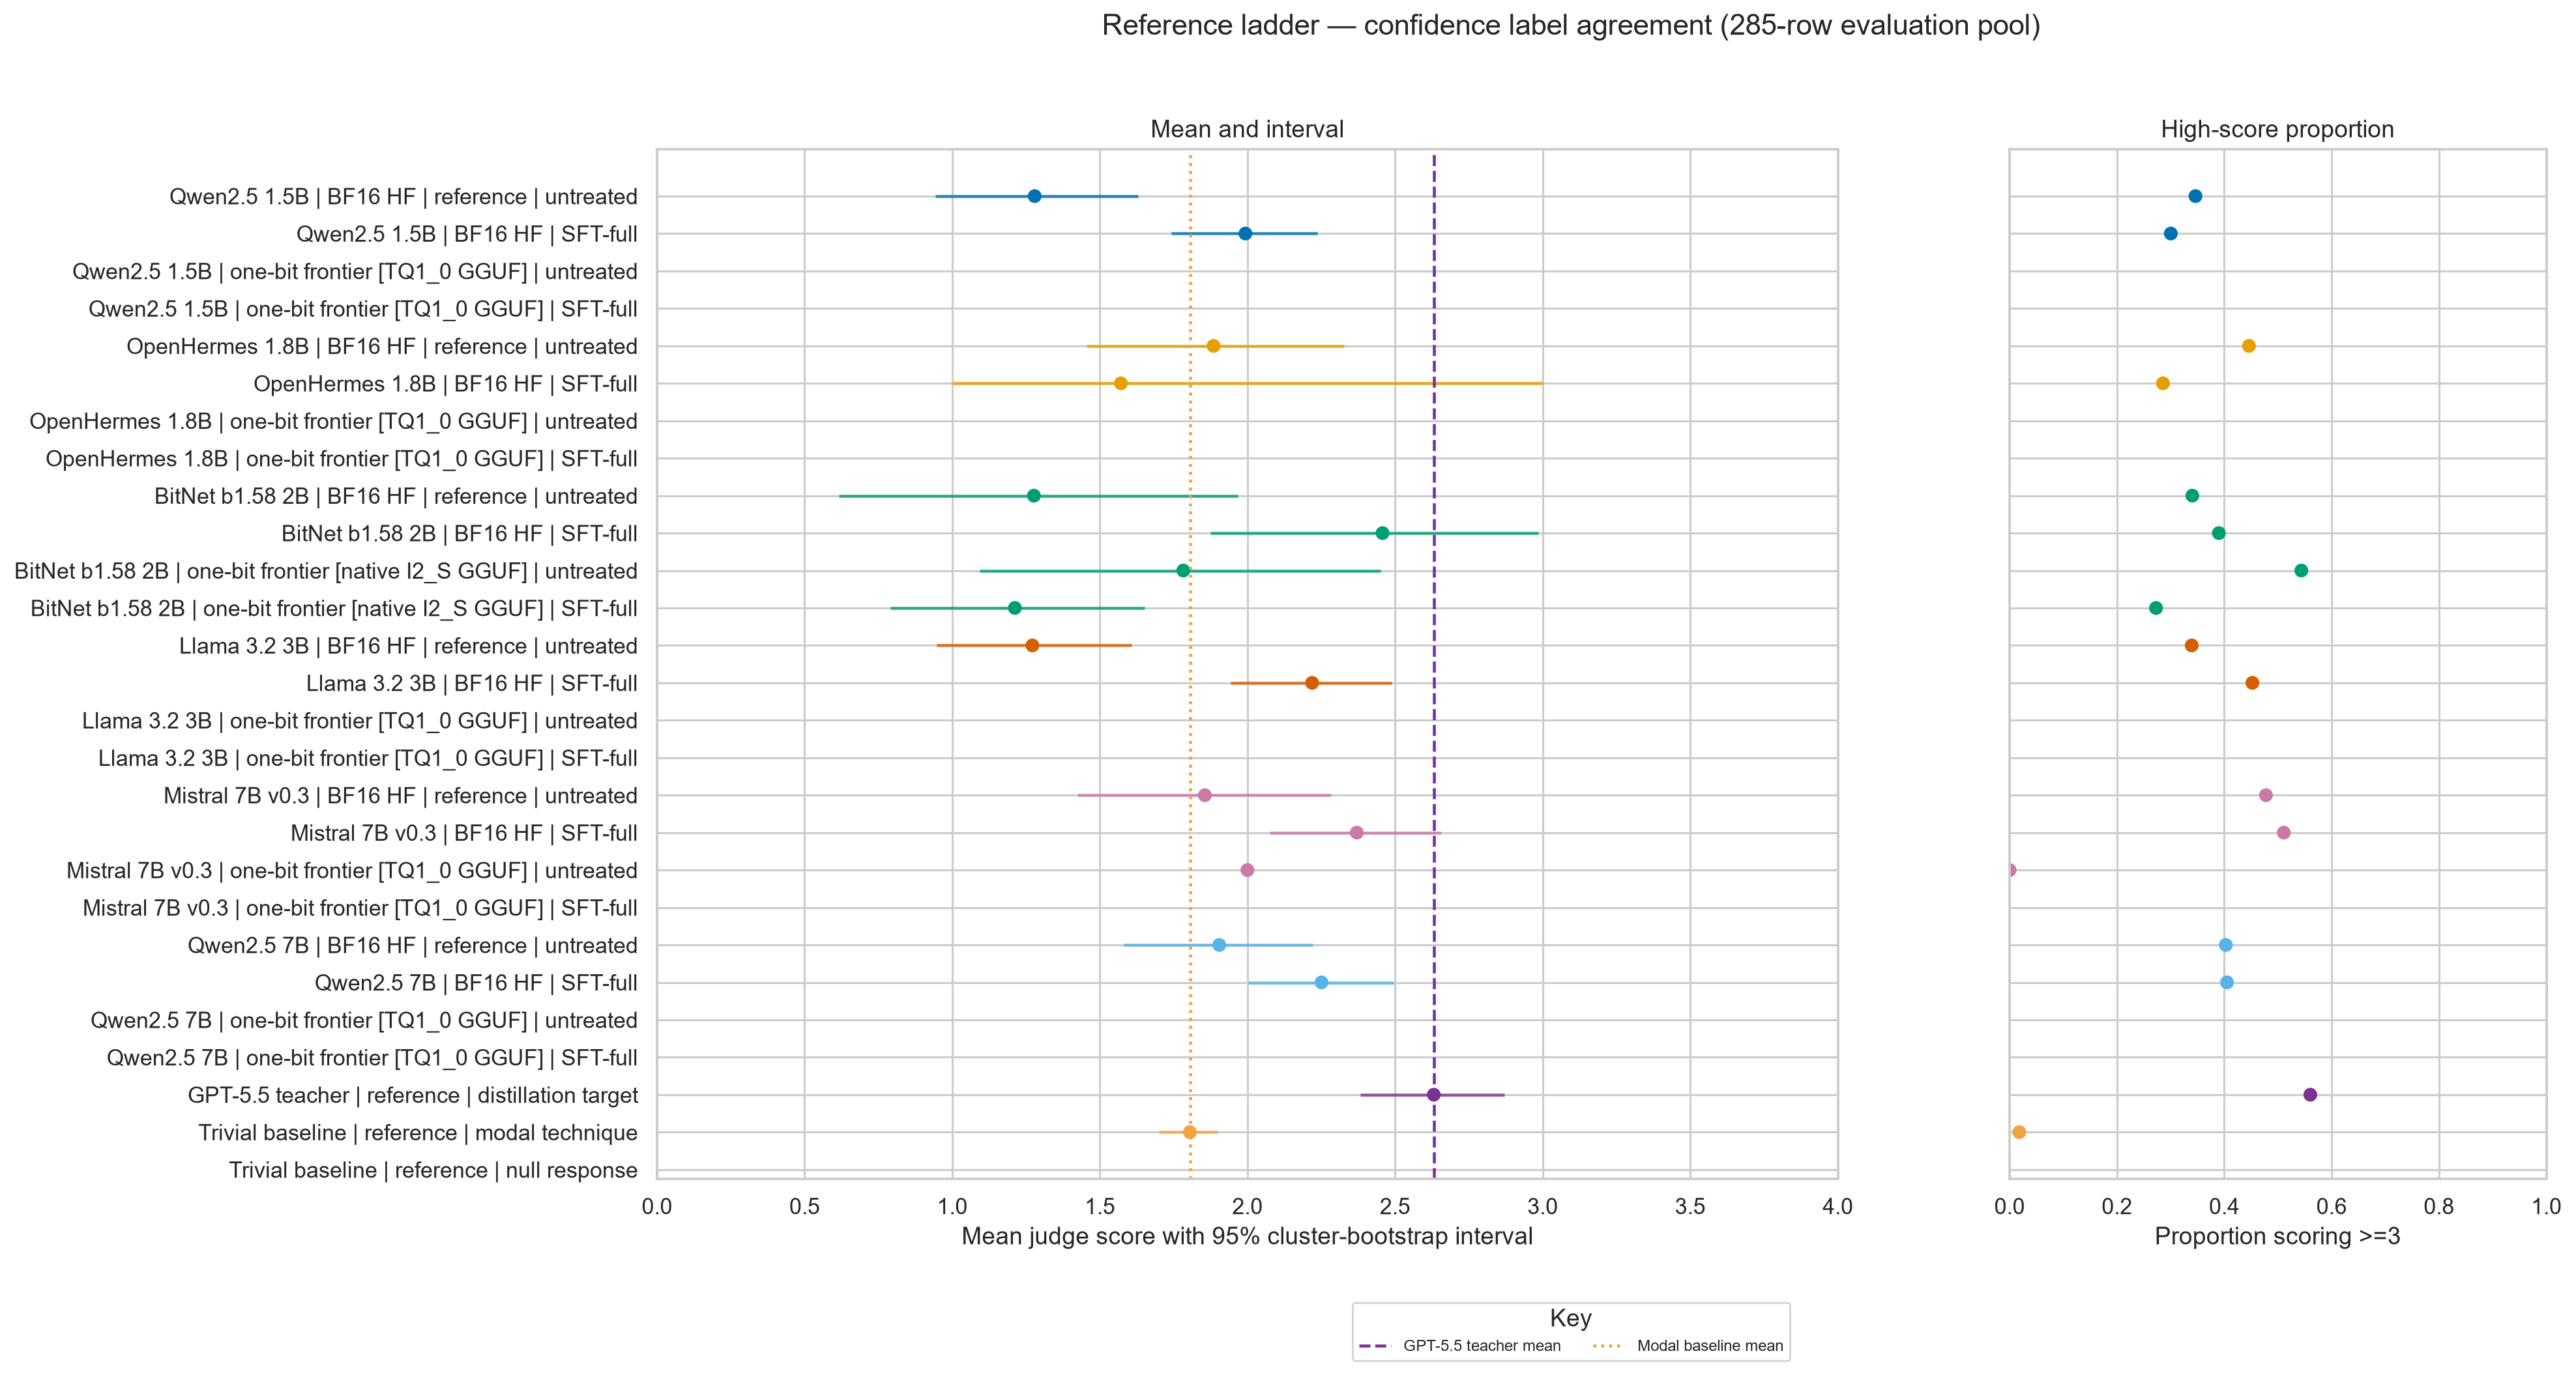 Reference ladder — confidence label agreement (285-row evaluation pool)
Mean and interval
High-score proportion
Qwen2.5 1.5B | BF16 HF | reference | untreated
Qwen2.5 1.5B | BF16 HF | SFT-full
Qwen2.5 1.5B | one-bit frontier [TQ1_0 GGUF] | untreated
Qwen2.5 1.5B | one-bit frontier [TQ1_0 GGUF] | SFT-full
OpenHermes 1.8B | BF16 HF | reference | untreated
OpenHermes 1.8B | BF16 HF | SFT-full
OpenHermes 1.8B | one-bit frontier [TQ1_0 GGUF] | untreated
OpenHermes 1.8B | one-bit frontier [TQ1_0 GGUF] | SFT-full
BitNet b1.58 2B | BF16 HF | reference | untreated
BitNet b1.58 2B | BF16 HF | SFT-full
BitNet b1.58 2B | one-bit frontier [native I2_S GGUF] | untreated
BitNet b1.58 2B | one-bit frontier [native I2_S GGUF] | SFT-full
Llama 3.2 3B | BF16 HF | reference | untreated
Llama 3.2 3B | BF16 HF | SFT-full
Llama 3.2 3B | one-bit frontier [TQ1_0 GGUF] | untreated
Llama 3.2 3B | one-bit frontier [TQ1_0 GGUF] | SFT-full
Mistral 7B v0.3 | BF16 HF | reference | untreated
Mistral 7B v0.3 | BF16 HF | SFT-full
Mistral 7B v0.3 | one-bit frontier [TQ1_0 GGUF] | untreated
Mistral 7B v0.3 | one-bit frontier [TQ1_0 GGUF] | SFT-full
Qwen2.5 7B | BF16 HF | reference | untreated
Qwen2.5 7B | BF16 HF | SFT-full
Qwen2.5 7B | one-bit frontier [TQ1_0 GGUF] | untreated
Qwen2.5 7B | one-bit frontier [TQ1_0 GGUF] | SFT-full
GPT-5.5 teacher | reference | distillation target
Trivial baseline | reference | modal technique
Trivial baseline | reference | null response
0.0 0.5 1.0 1.5 2.0 2.5 3.0 3.5 4.0
Mean judge score with 95% cluster-bootstrap interval
0.0 0.2 0.4 0.6 0.8 1.0
Proportion scoring >=3
Key
GPT-5.5 teacher mean
Modal baseline mean